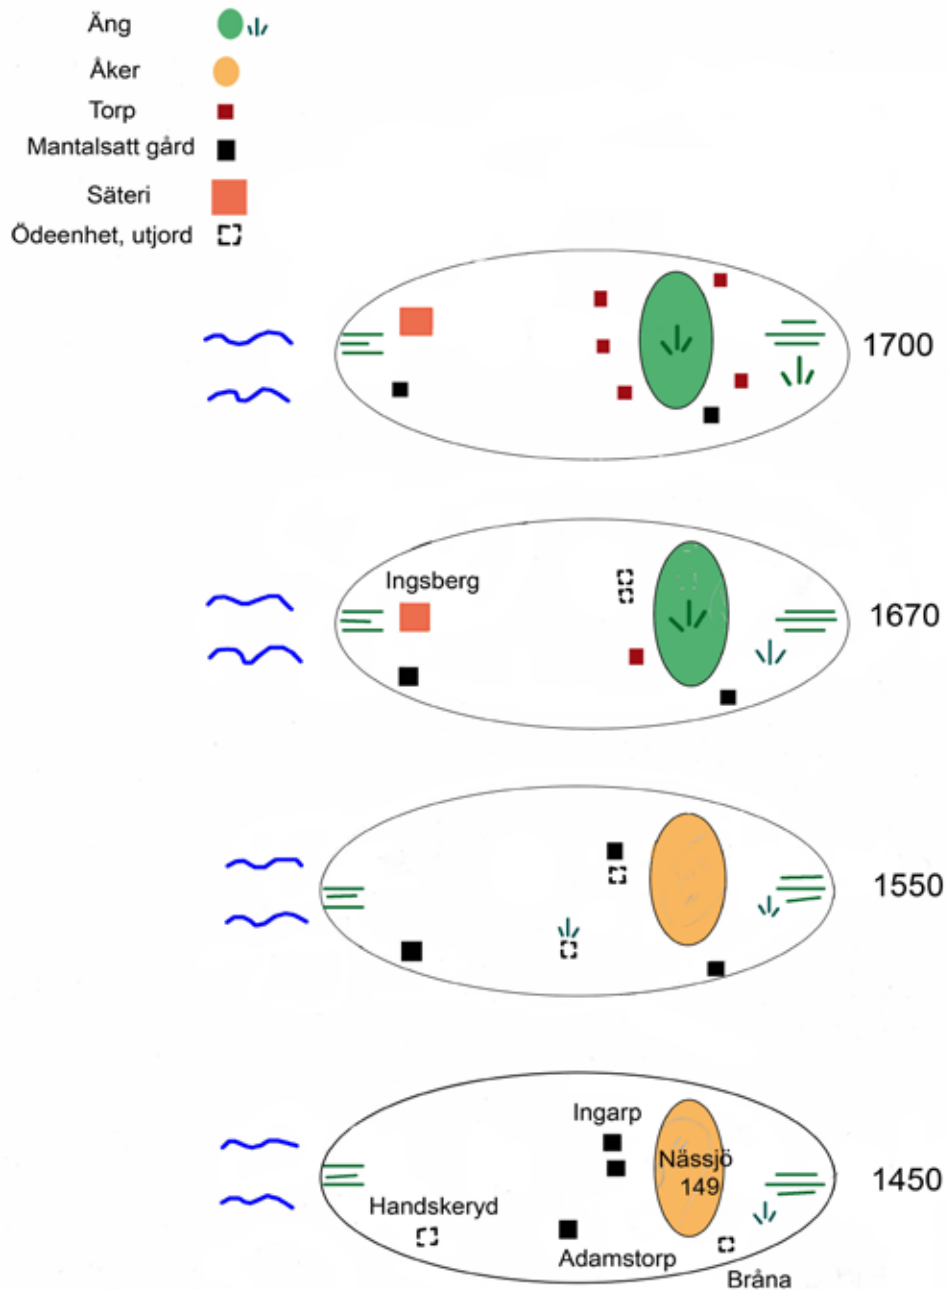 Äng
Åker
Torp
Mantalsatt gård
Säteri
Ödeenhet, utjord
1700
Ingsberg
1670
1550
Ingarp
Nässjö
149
1450
Handskeryd
Adamstorp
Bråna